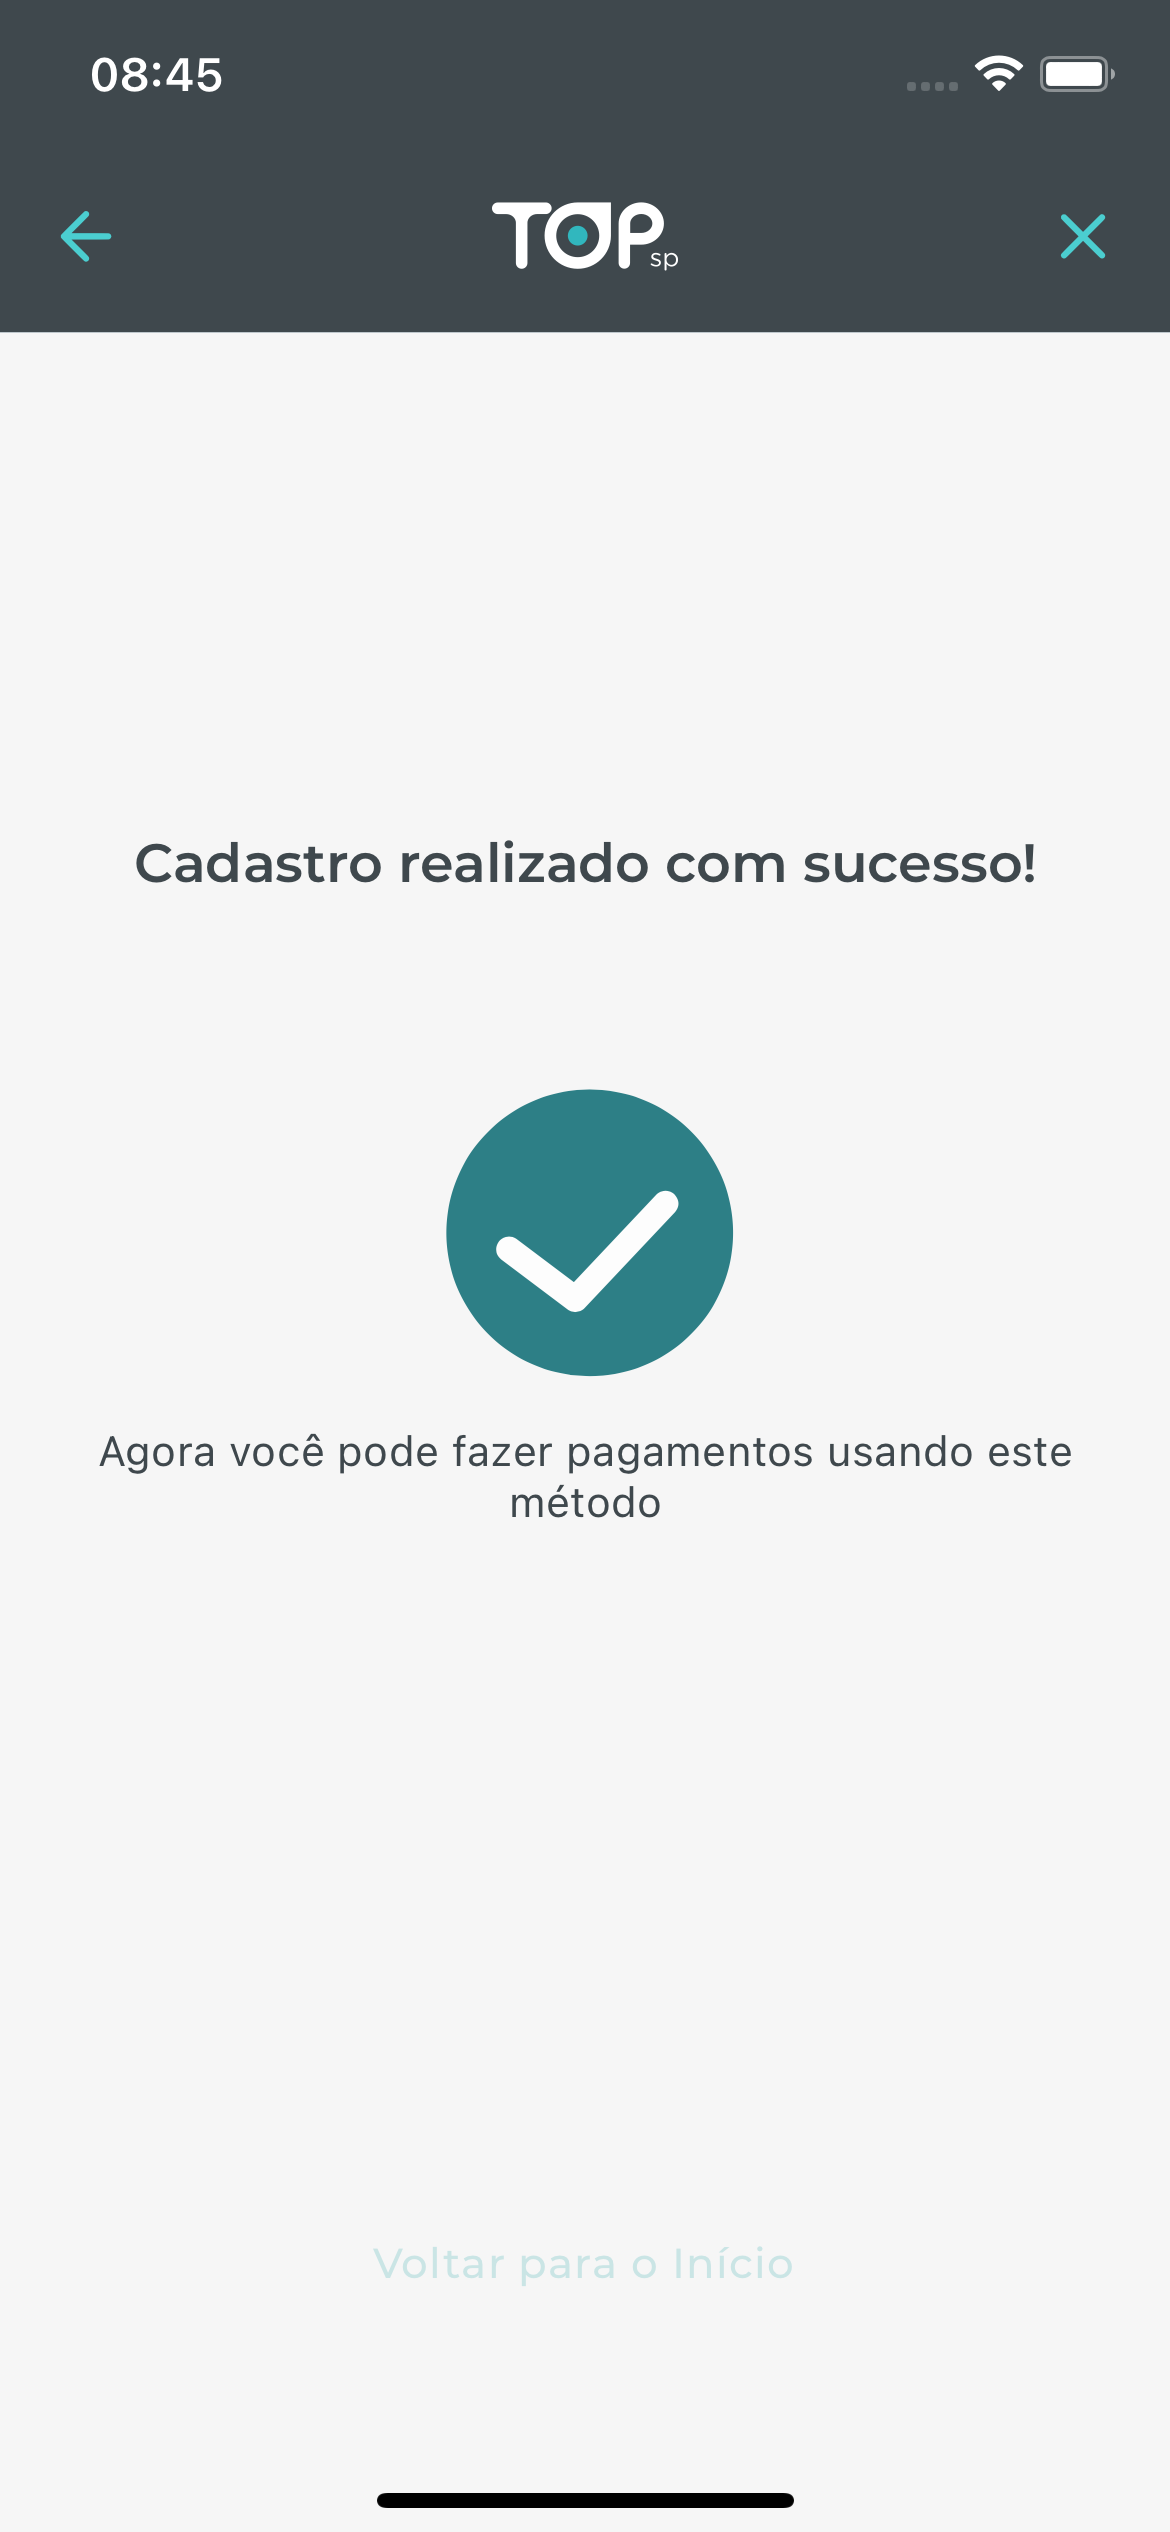 08:45
TOP
sp
Cadastro realizado com sucesso!
Agora você pode fazer pagamentos usando este
método
Voltar para o Início